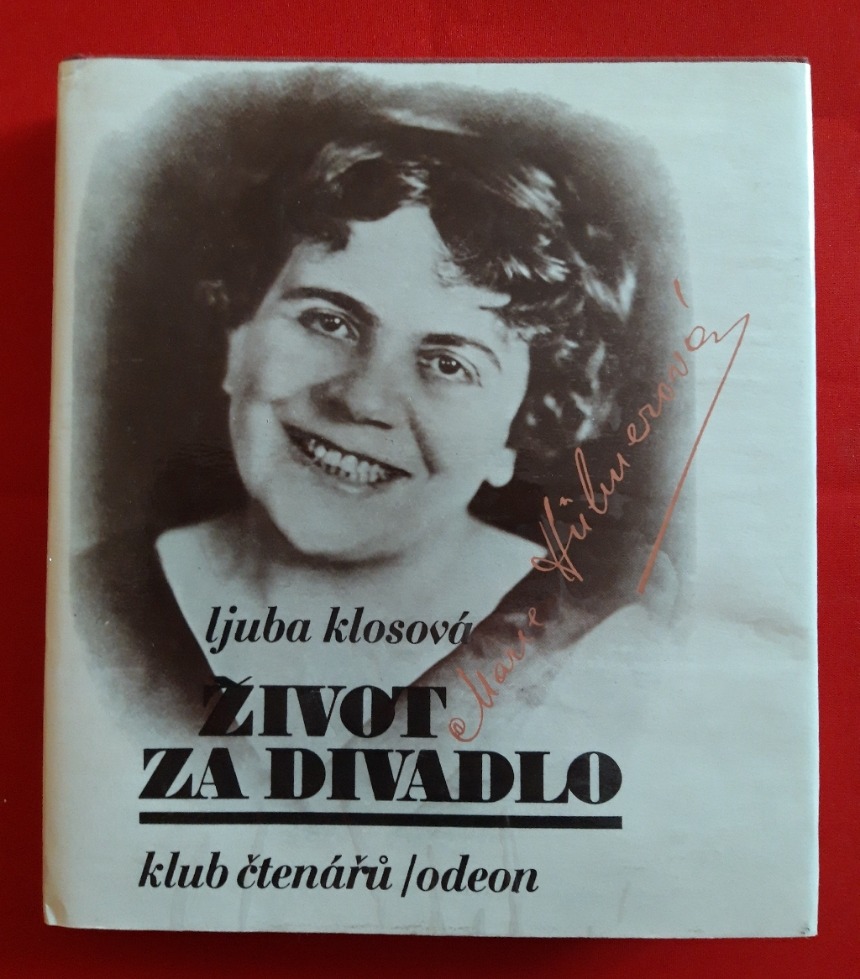 Marie Hübnerová
ljuba klosová
ŽIVOT
ZA DIVADLO
klub čtenářů /odeon